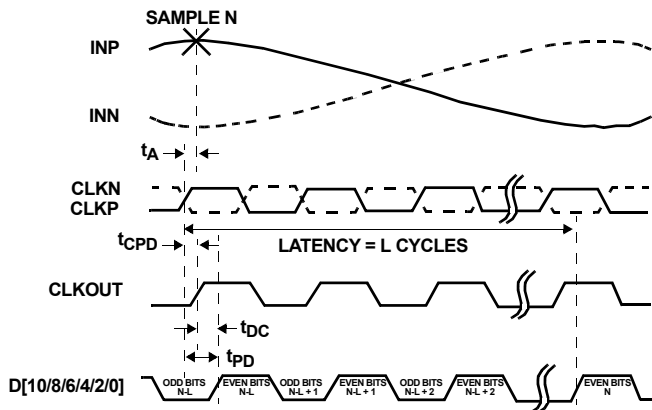 SAMPLE N
INP
INN
tA
CLKN
CLKP
tCPD
LATENCY = L CYCLES
CLKOUT
tDC
tPD
D[10/8/6/4/2/0]
ODD BITS
N-L
EVEN BITS
N-L
ODD BITS
N-L + 1
EVEN BITS
N-L + 1
ODD BITS
N-L + 2
EVEN BITS
N-L + 2
EVEN BITS
N